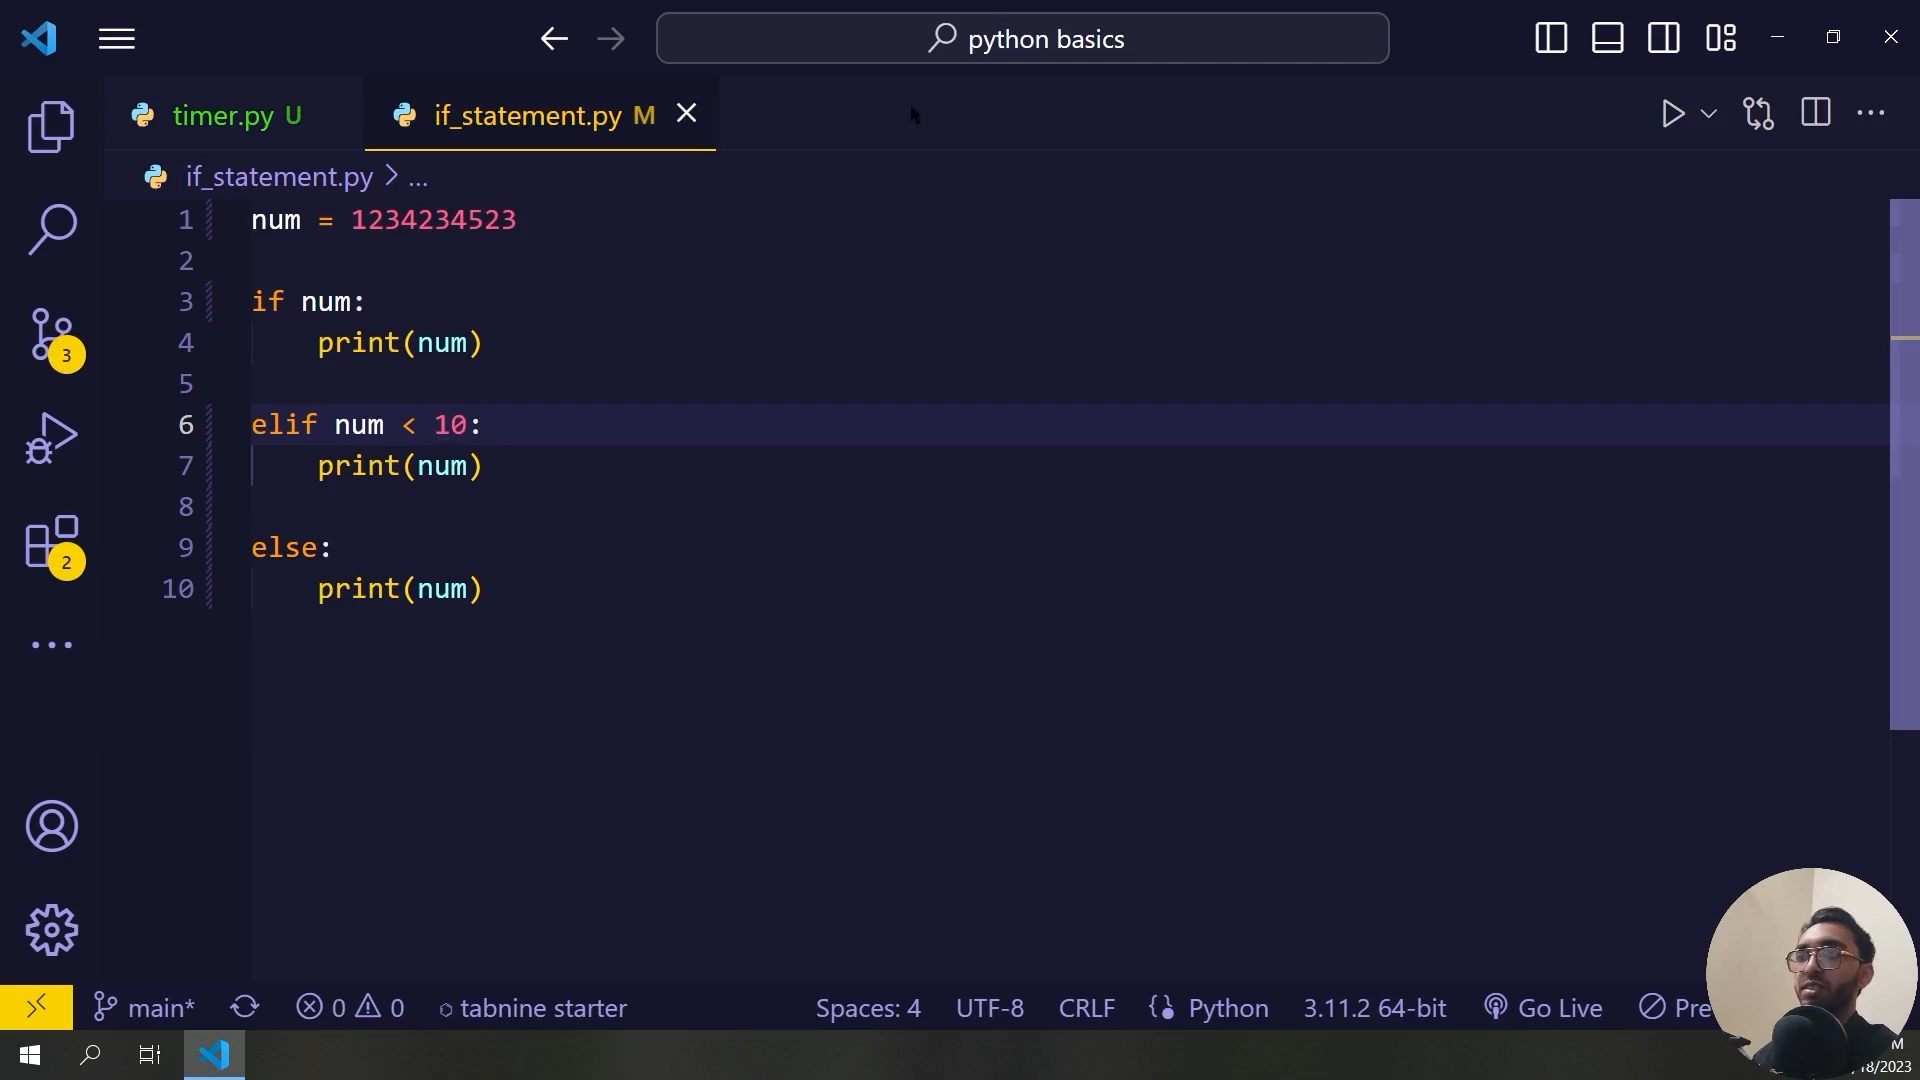 python basics
timer.py U
if_statement.py M
if_statement.py > ...
1 num = 1234234523
2
3 if num:
4 print(num)
5
6 elif num < 10:
7 print(num)
8
9 else:
10 print(num)
3
2
main*
0
0
tabnine starter
Spaces: 4
UTF-8
CRLF
Python
3.11.2 64-bit
Go Live
M
18/2023